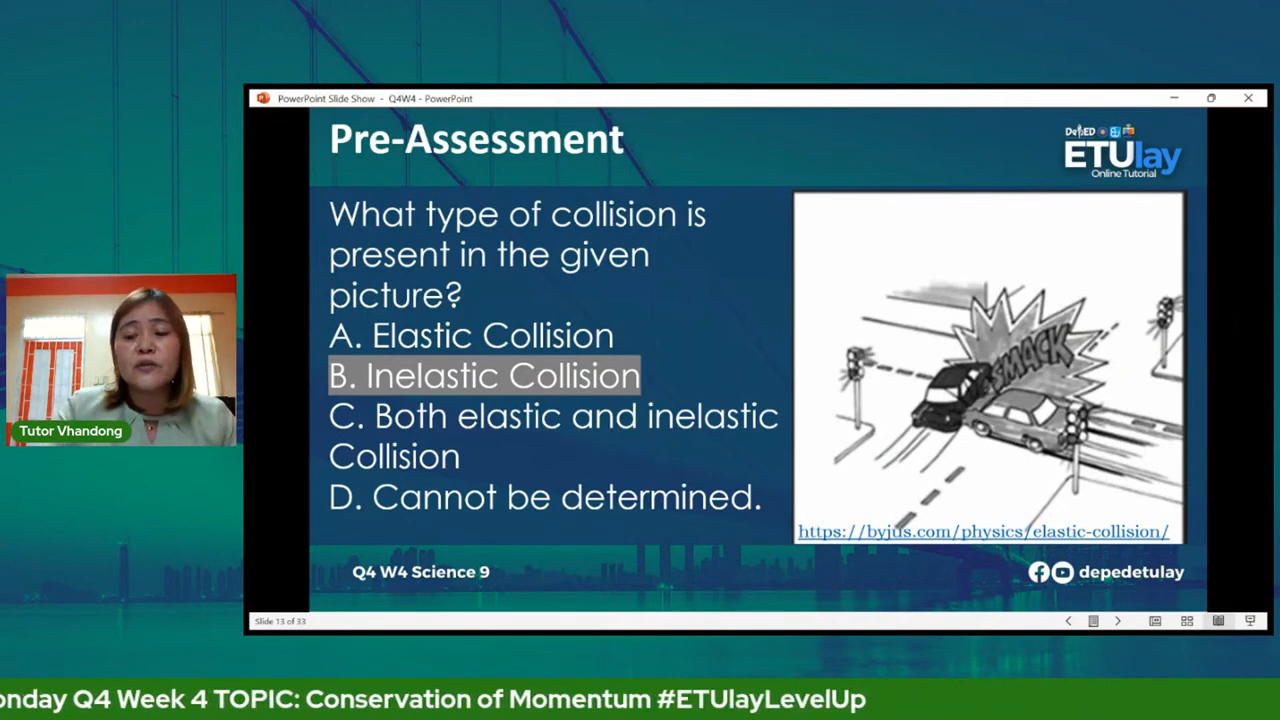 PowerPoint Slide Show - Q4W4 - PowerPoint
Pre-Assessment
DepED
ETUlay
Online Tutorial
What type of collision is
present in the given
picture?
A. Elastic Collision
B. Inelastic Collision
C. Both elastic and inelastic
Collision
D. Cannot be determined.
SMACK
https://byjus.com/physics/elastic-collision/
Tutor Vhandong
Q4 W4 Science 9
depedetulay
Slide 13 of 33
onday Q4 Week 4 TOPIC: Conservation of Momentum #ETUlayLevelUp